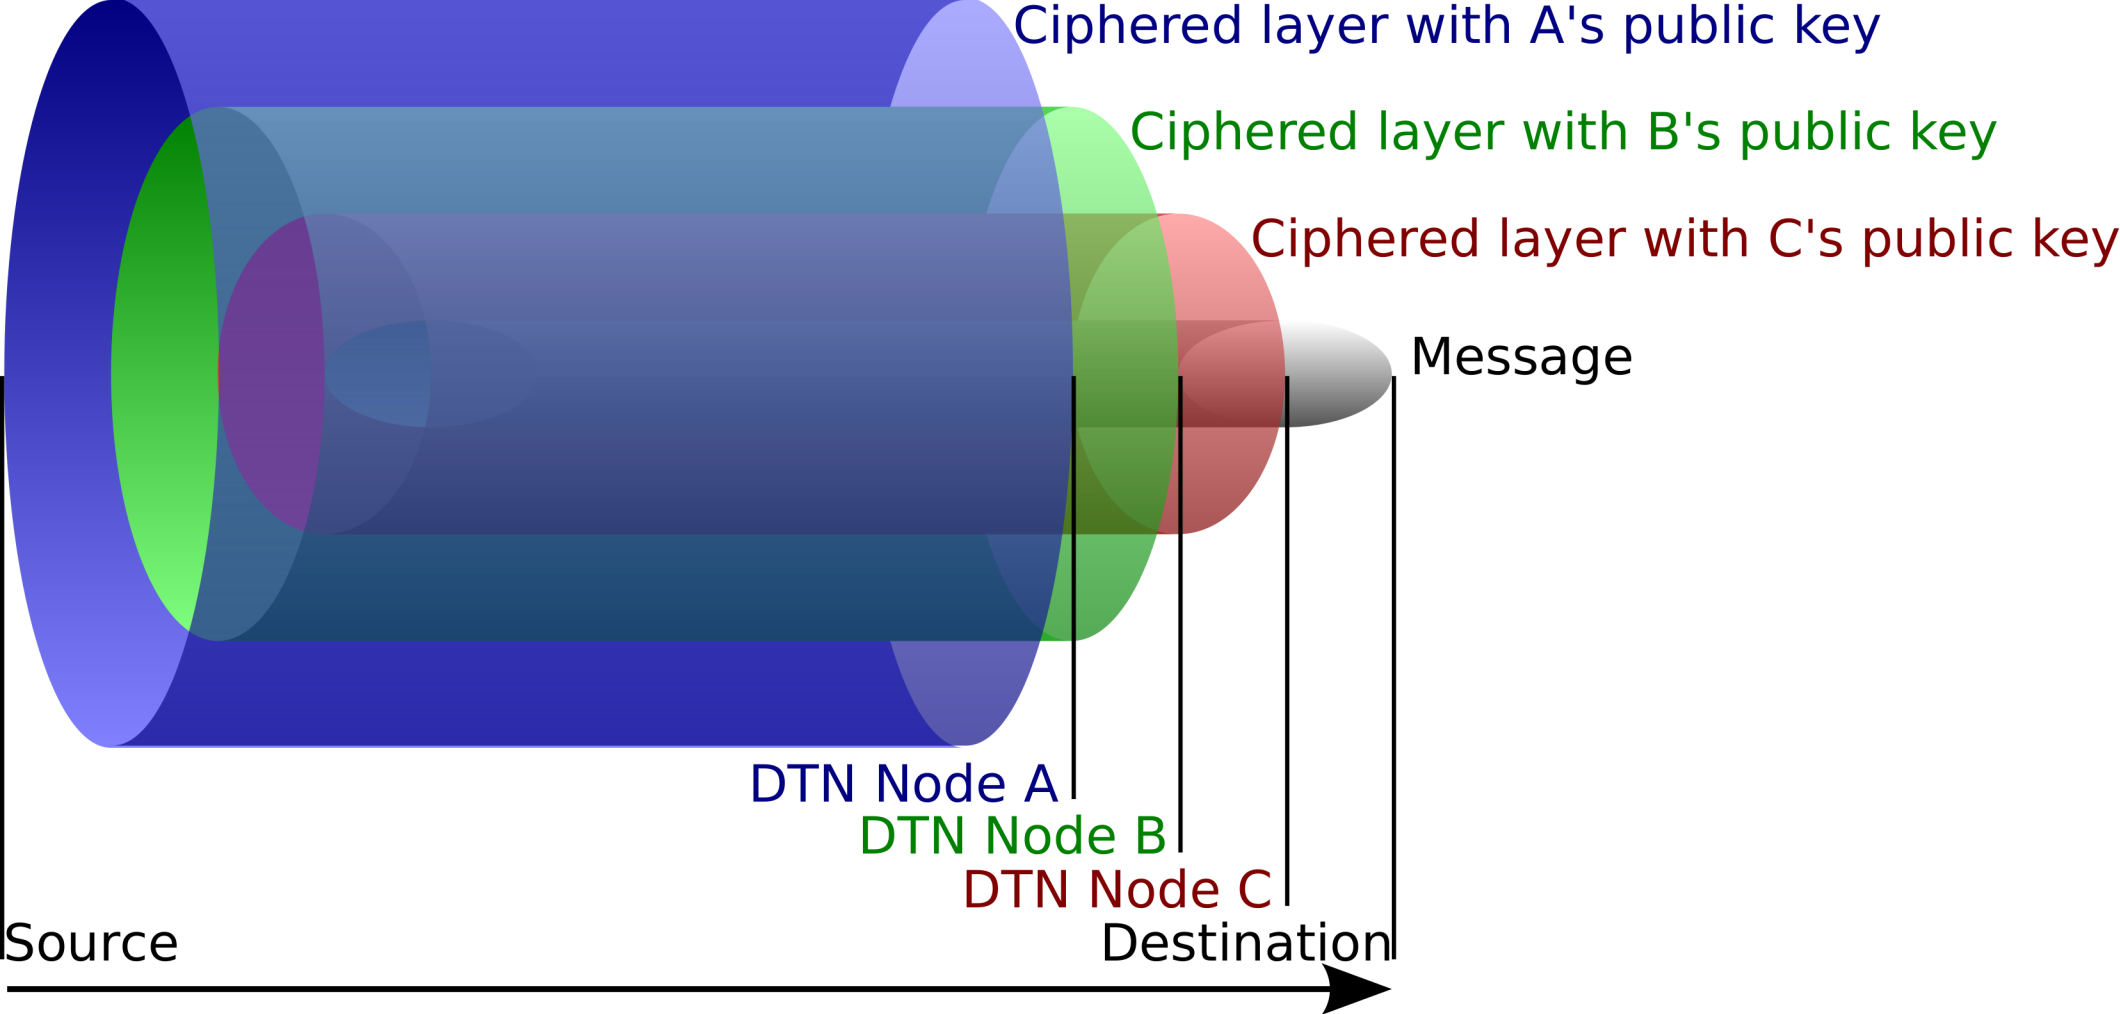 Ciphered layer with A's public key
Ciphered layer with B's public key
Ciphered layer with C's public key
Message
DTN Node A
DTN Node B
DTN Node C
Source
Destination